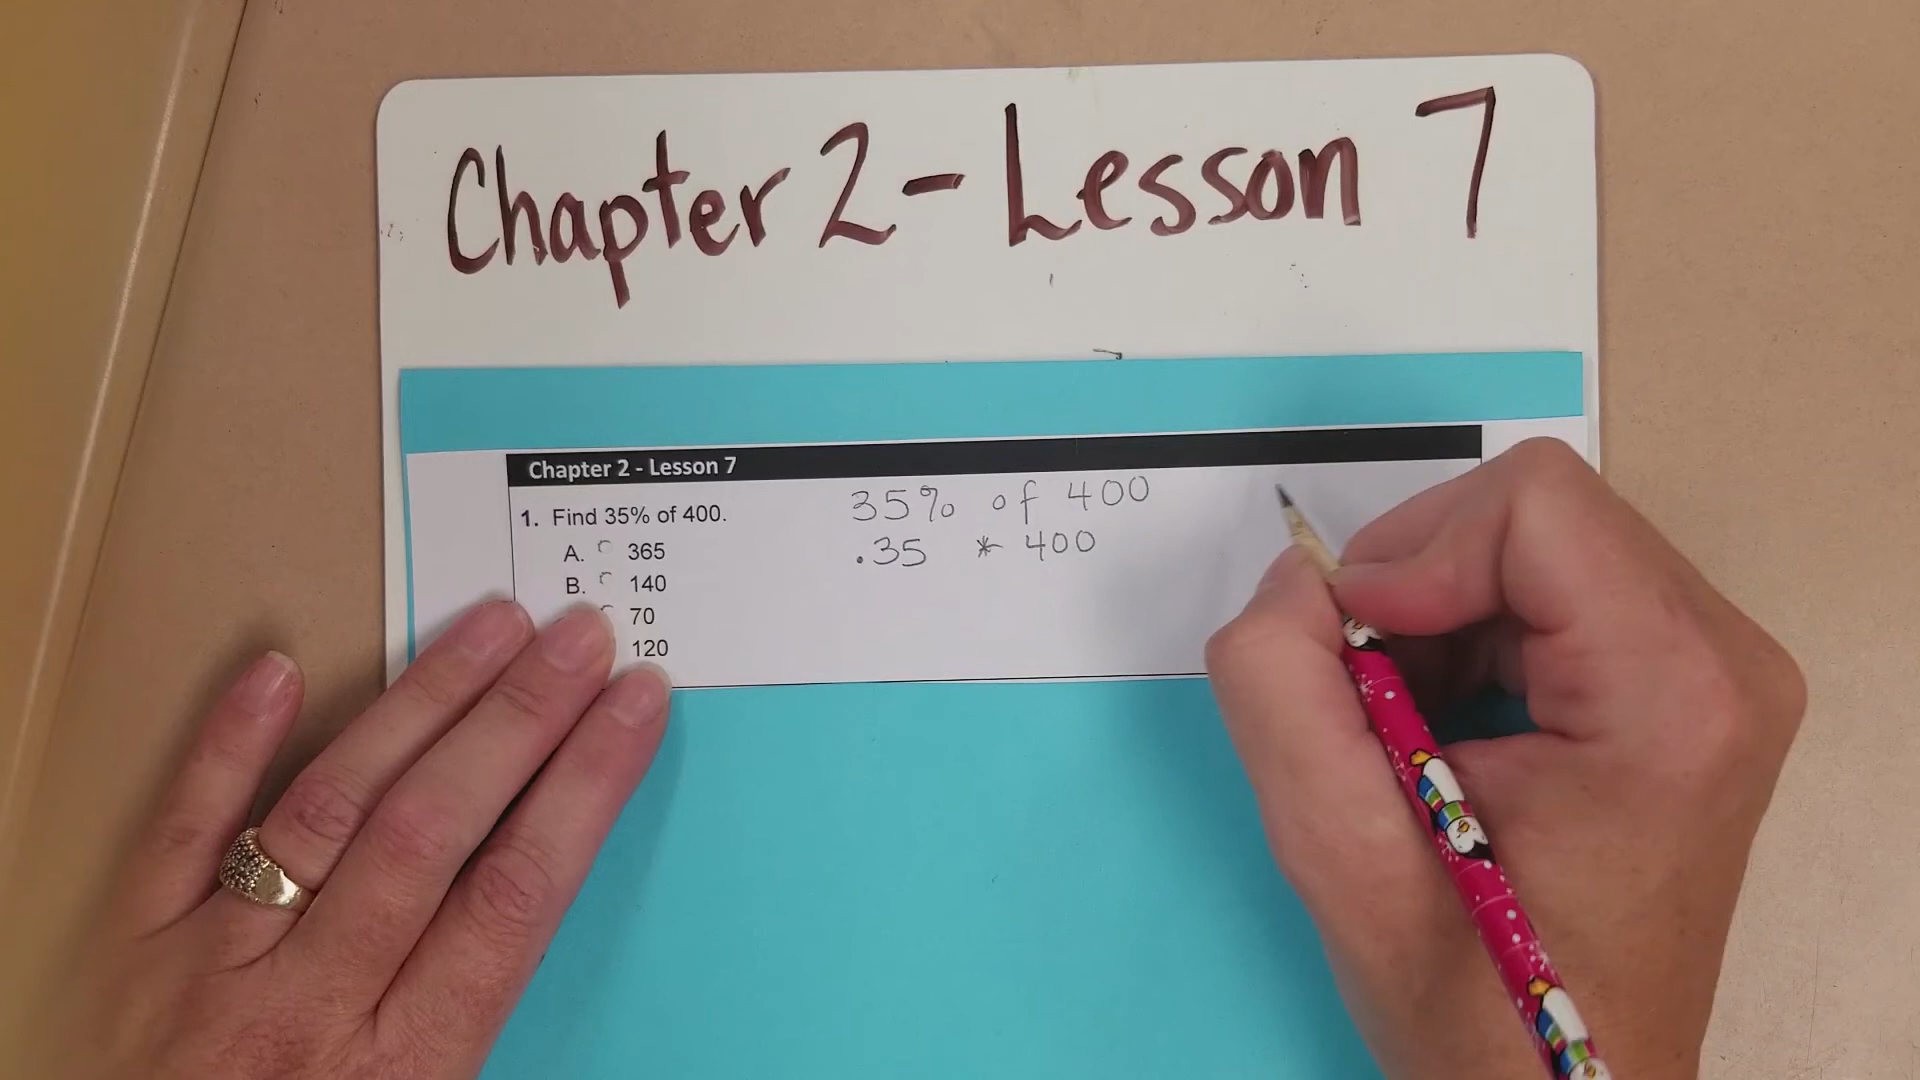 Chapter 2 - Lesson 7
Chapter 2 - Lesson 7
1. Find 35% of 400.
A. 365
B. 140
70
120
35% of 400
.35 * 400